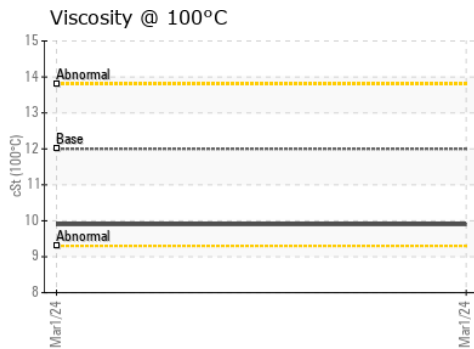 Viscosity @ 100°C
15
14
13
12
11
10
9
8
cSt (100°C)
Abnormal
Base
Abnormal
Mar1/24
Mar1/24